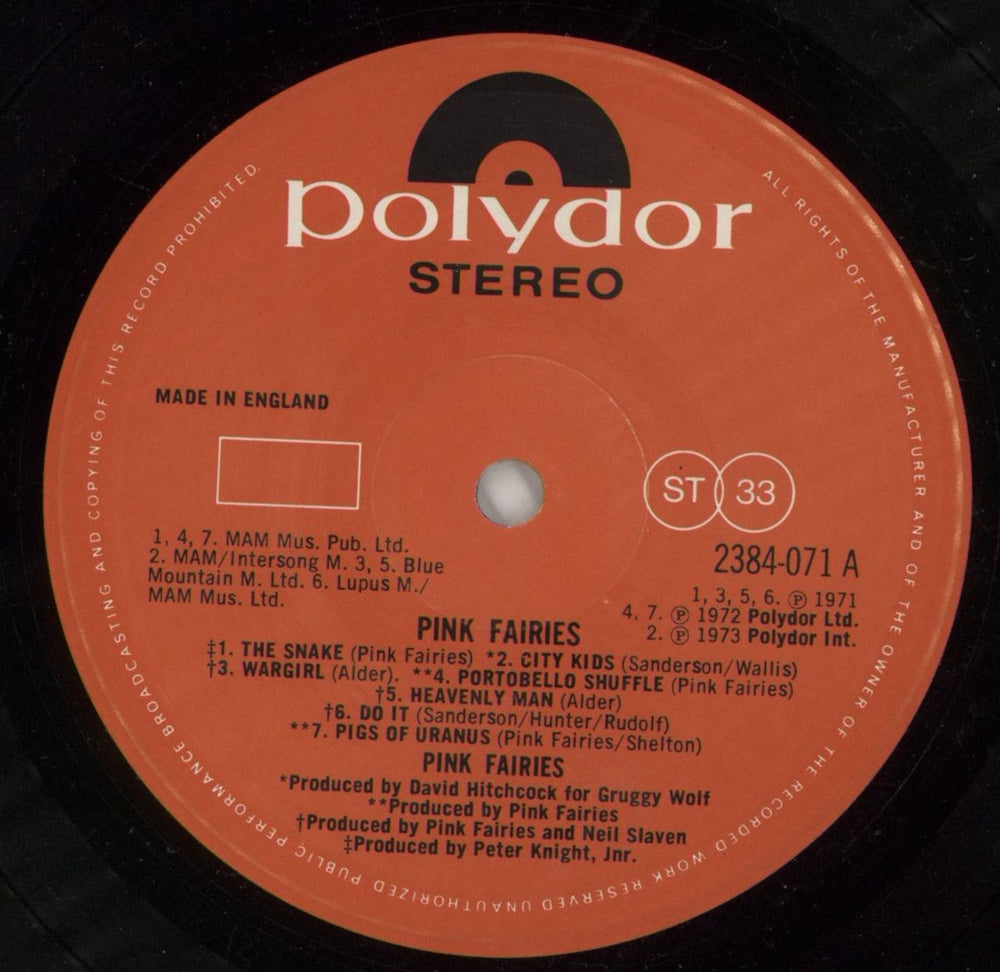 polydor
STEREO
MADE IN ENGLAND
ST 33
2384-071 A
1, 4, 7. MAM Mus. Pub. Ltd.
2. MAM/Intersong M. 3, 5. Blue
Mountain M. Ltd. 6. Lupus M./
MAM Mus. Ltd.
1, 3, 5, 6. ℗ 1971
4, 7. ℗ 1972 Polydor Ltd.
2. ℗ 1973 Polydor Int.
PINK FAIRIES
‡1. THE SNAKE (Pink Fairies) *2. CITY KIDS (Sanderson/Wallis)
†3. WARGIRL (Alder). **4. PORTOBELLO SHUFFLE (Pink Fairies)
†5. HEAVENLY MAN (Alder)
†6. DO IT (Sanderson/Hunter/Rudolf)
**7. PIGS OF URANUS (Pink Fairies/Shelton)
PINK FAIRIES
*Produced by David Hitchcock for Gruggy Wolf
**Produced by Pink Fairies
†Produced by Pink Fairies and Neil Slaven
‡Produced by Peter Knight, Jnr.
ALL RIGHTS OF THE MANUFACTURER AND OF THE OWNER OF THE RECORDED WORK RESERVED UNAUTHORIZED PUBLIC PERFORMANCE BROADCASTING AND COPYING OF THIS RECORD PROHIBITED.